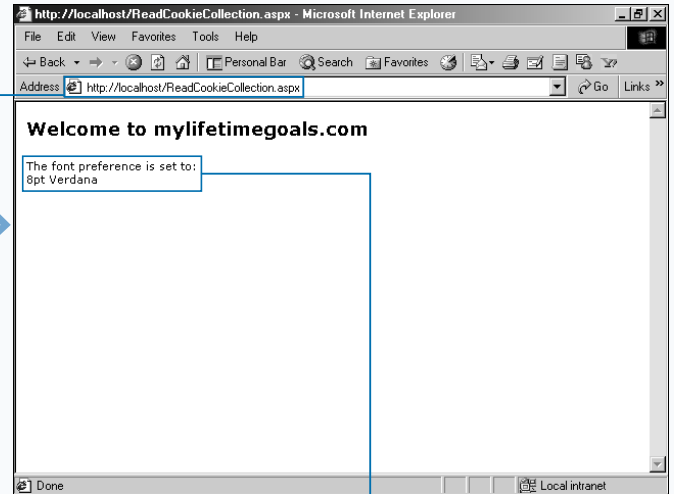 http://localhost/ReadCookieCollection.aspx - Microsoft Internet Explorer
File Edit View Favorites Tools Help
Back Personal Bar Search Favorites
Address http://localhost/ReadCookieCollection.aspx Go Links »
Welcome to mylifetimegoals.com
The font preference is set to:
8pt Verdana
Done Local intranet